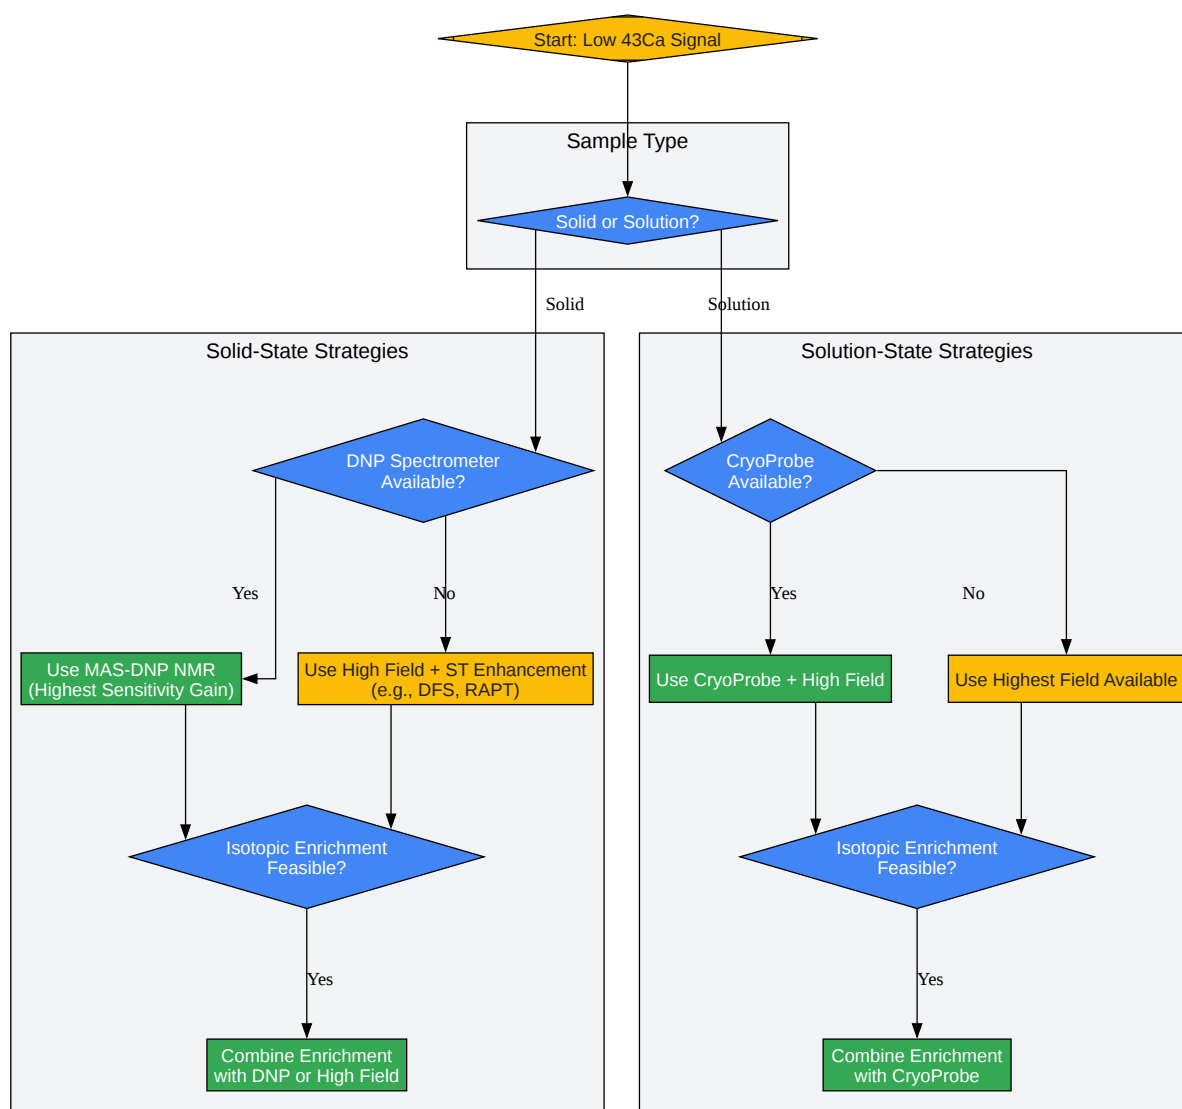 Start: Low 43Ca Signal
Sample Type
Solid or Solution?
Solid
Solution
Solid-State Strategies
DNP Spectrometer
Available?
Yes
No
Use MAS-DNP NMR
(Highest Sensitivity Gain)
Use High Field + ST Enhancement
(e.g., DFS, RAPT)
Isotopic Enrichment
Feasible?
Yes
Combine Enrichment
with DNP or High Field
Solution-State Strategies
CryoProbe
Available?
Yes
No
Use CryoProbe + High Field
Use Highest Field Available
Isotopic Enrichment
Feasible?
Yes
Combine Enrichment
with CryoProbe